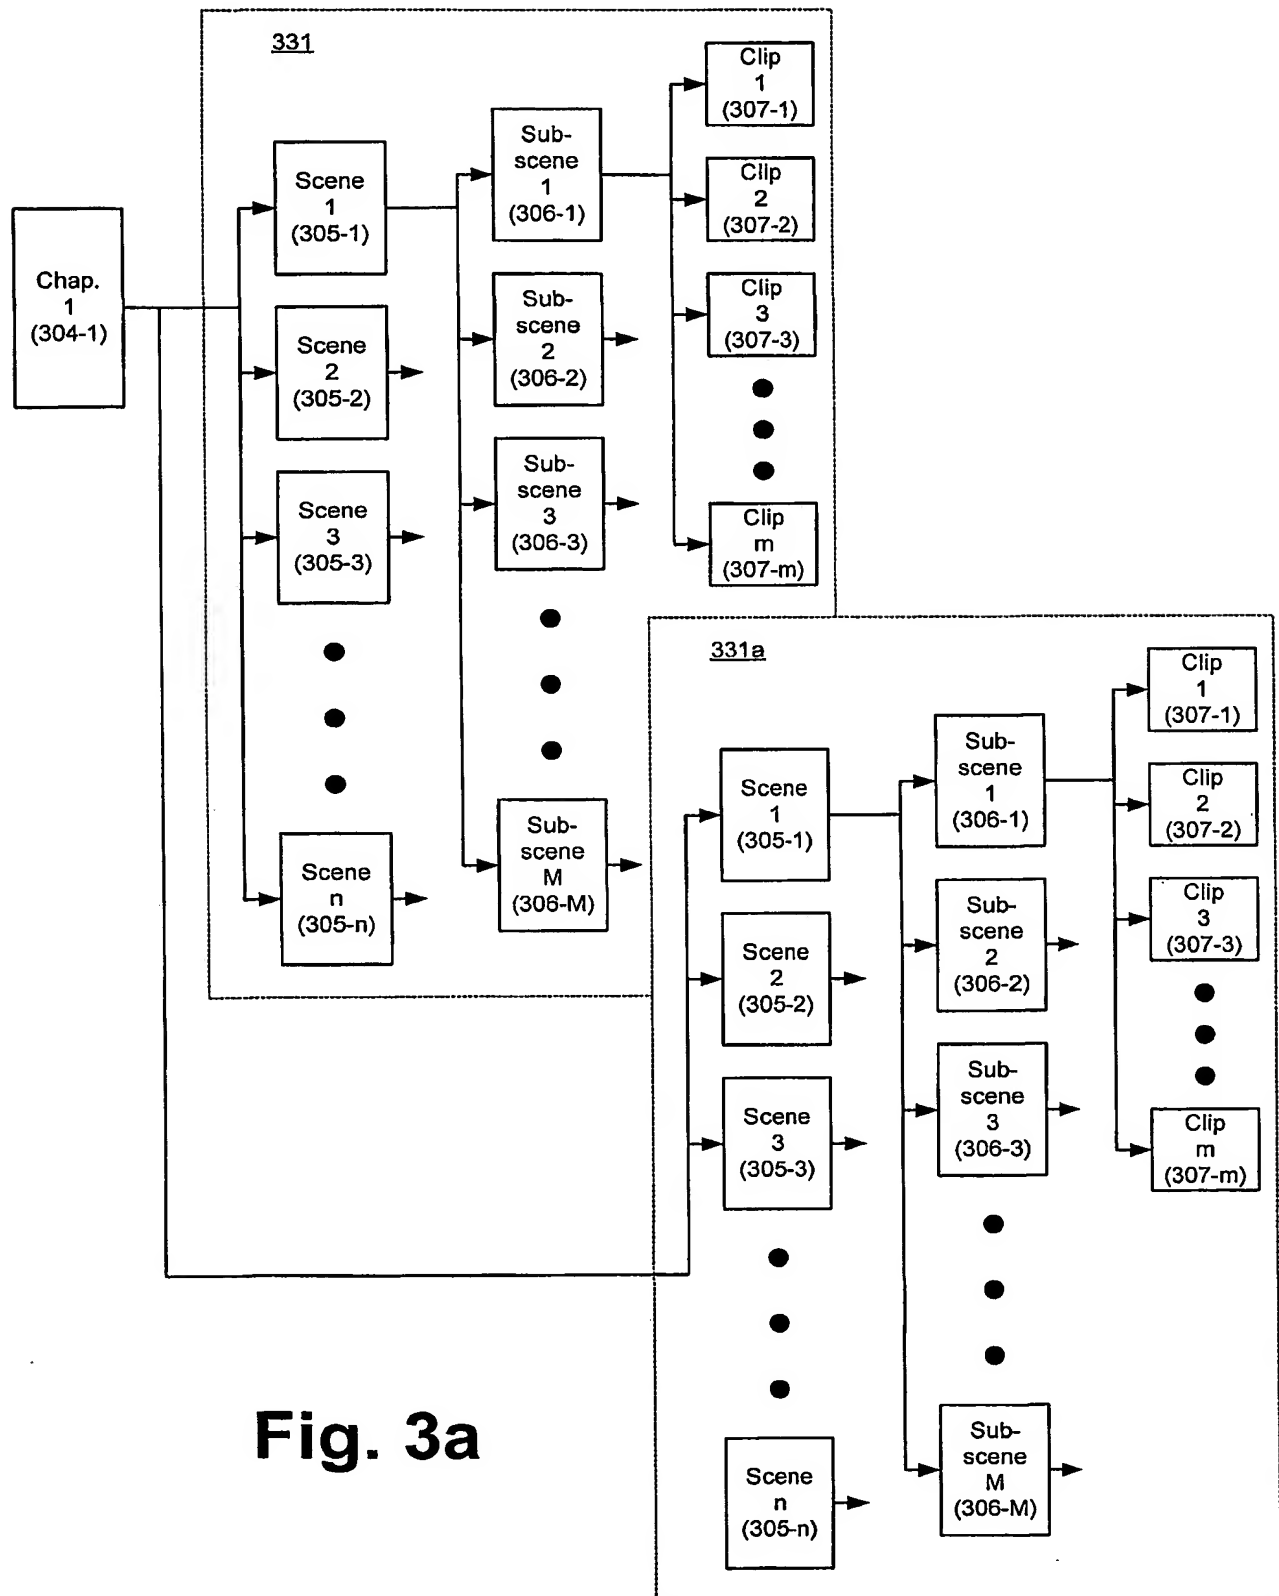 331
Chap.
1
(304-1)
Scene
1
(305-1)
Scene
2
(305-2)
Scene
3
(305-3)
Scene
n
(305-n)
Sub-
scene
1
(306-1)
Sub-
scene
2
(306-2)
Sub-
scene
3
(306-3)
Sub-
scene
M
(306-M)
Clip
1
(307-1)
Clip
2
(307-2)
Clip
3
(307-3)
Clip
m
(307-m)
331a
Scene
1
(305-1)
Scene
2
(305-2)
Scene
3
(305-3)
Scene
n
(305-n)
Sub-
scene
1
(306-1)
Sub-
scene
2
(306-2)
Sub-
scene
3
(306-3)
Sub-
scene
M
(306-M)
Clip
1
(307-1)
Clip
2
(307-2)
Clip
3
(307-3)
Clip
m
(307-m)
Fig. 3a